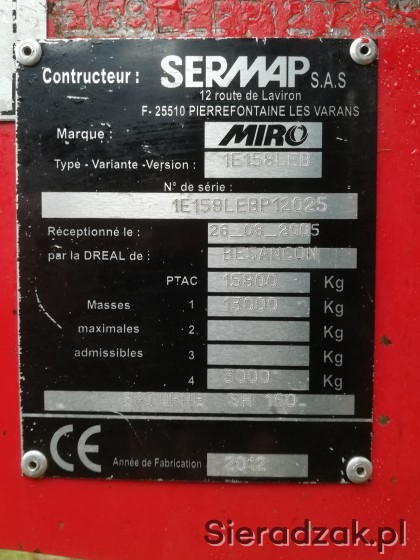 Contructeur : SERMAP S.A.S
12 route de Laviron
F- 25510 PIERREFONTAINE LES VARANS
Marque : MIRO
Type - Variante -Version : 1E158LEB
N° de série :
1E158LEBP12025
Réceptionné le : 26_08_2005
par la DREAL de : BESANCON
PTAC 15800 Kg
Masses 1 13000 Kg
maximales 2 Kg
admissibles 3 Kg
4 3000 Kg
SH 160
CE Année de Fabrication 2012
Sieradzak.pl